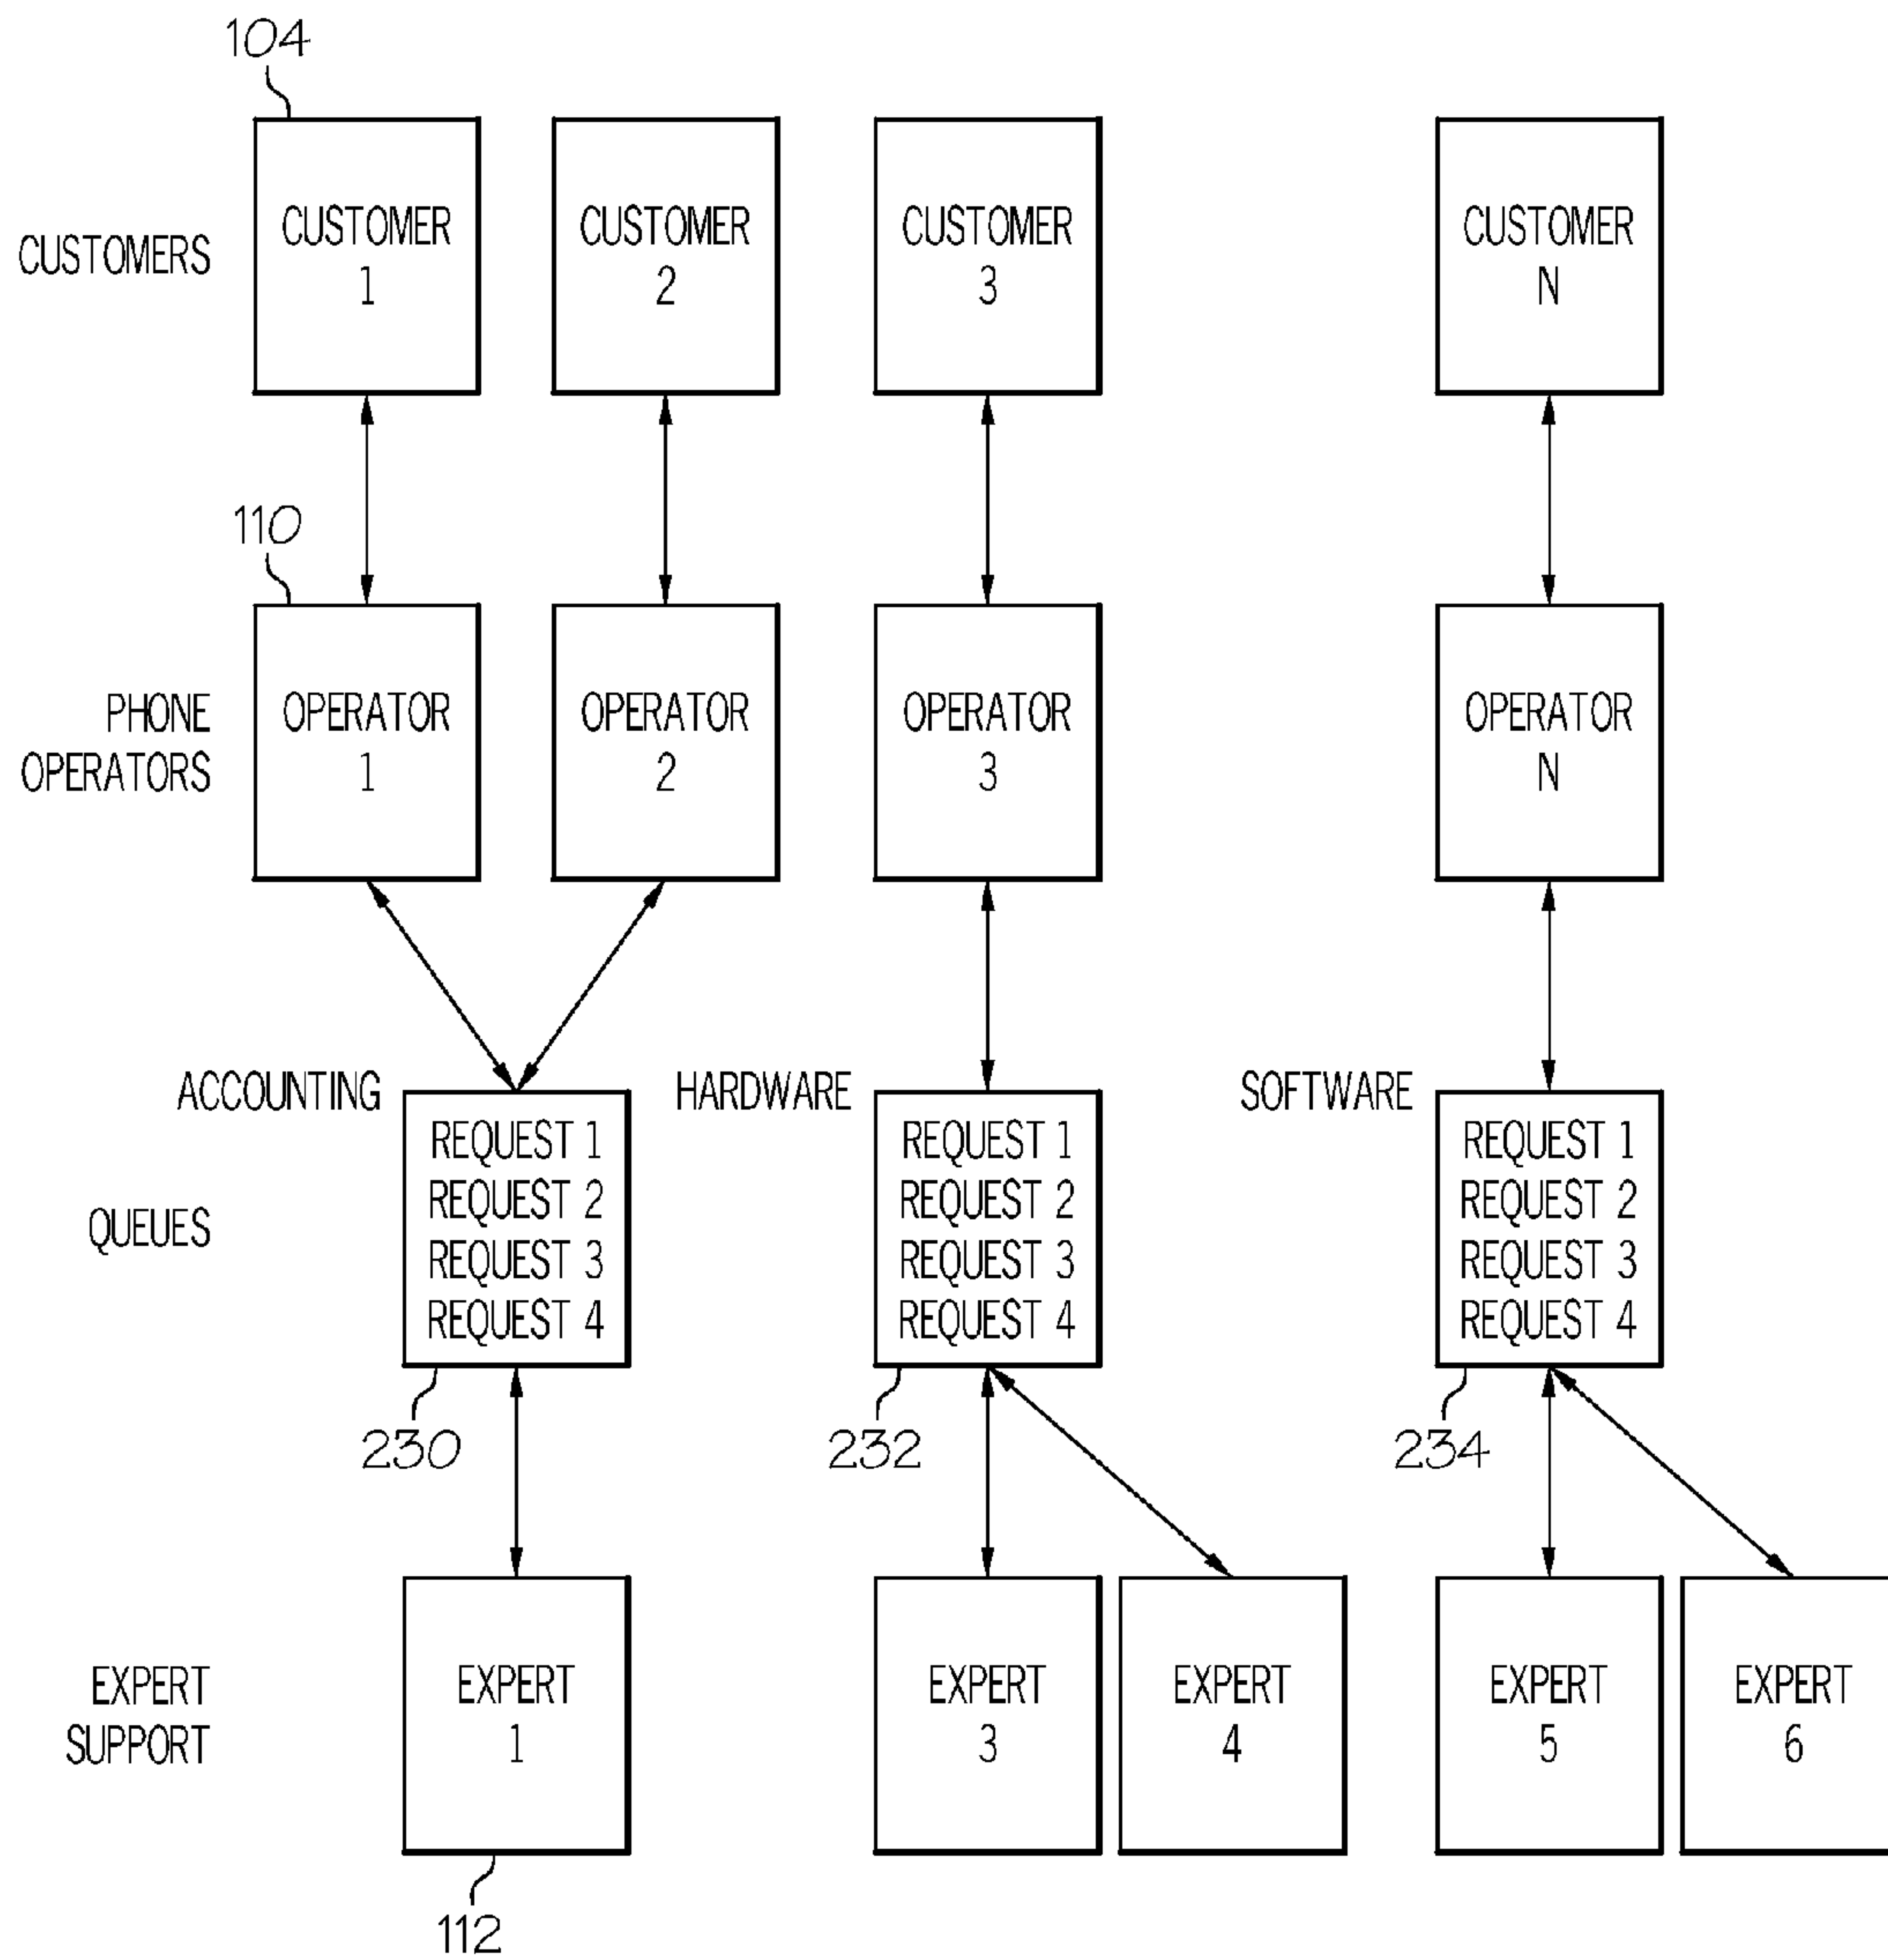 104
CUSTOMERS
CUSTOMER
1
CUSTOMER
2
CUSTOMER
3
CUSTOMER
N
110
PHONE
OPERATORS
OPERATOR
1
OPERATOR
2
OPERATOR
3
OPERATOR
N
ACCOUNTING
HARDWARE
SOFTWARE
QUEUES
REQUEST 1
REQUEST 2
REQUEST 3
REQUEST 4
REQUEST 1
REQUEST 2
REQUEST 3
REQUEST 4
REQUEST 1
REQUEST 2
REQUEST 3
REQUEST 4
230
232
234
EXPERT
SUPPORT
EXPERT
1
EXPERT
3
EXPERT
4
EXPERT
5
EXPERT
6
112